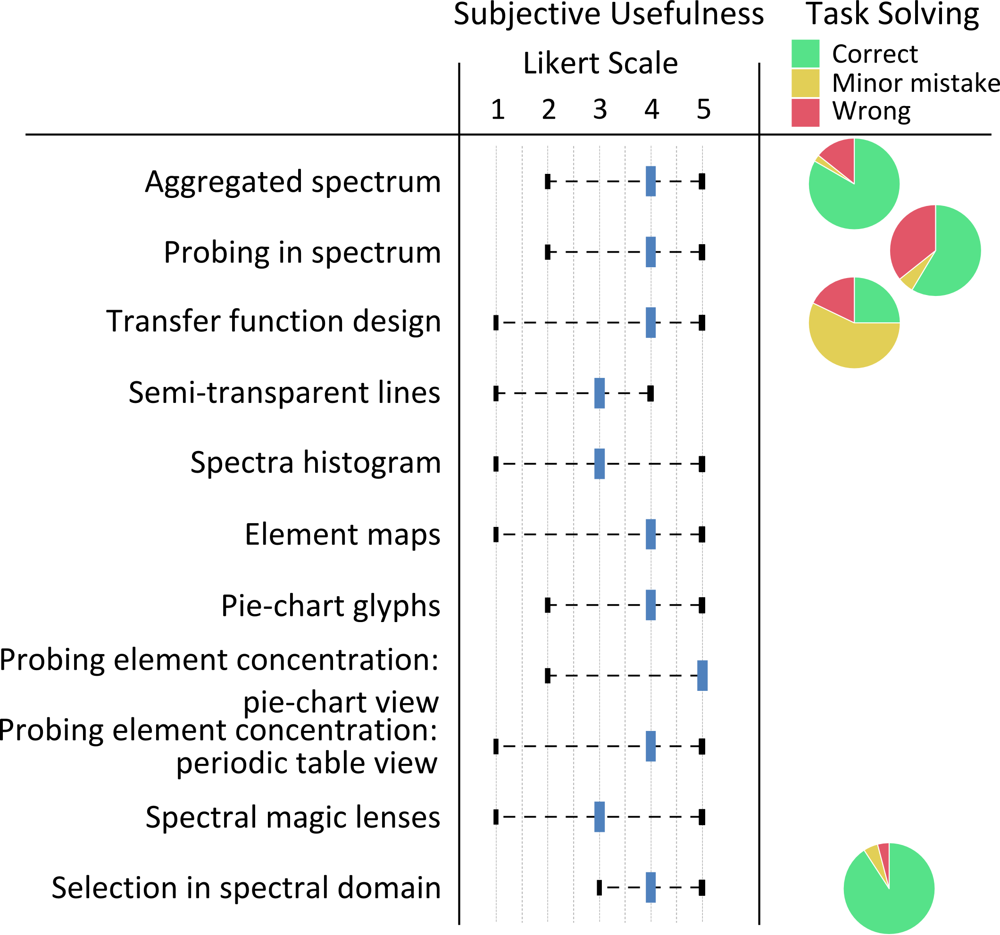 Subjective Usefulness
Task Solving
Likert Scale
Correct
Minor mistake
Wrong
1 2 3 4 5
Aggregated spectrum
Probing in spectrum
Transfer function design
Semi-transparent lines
Spectra histogram
Element maps
Pie-chart glyphs
Probing element concentration:
pie-chart view
Probing element concentration:
periodic table view
Spectral magic lenses
Selection in spectral domain